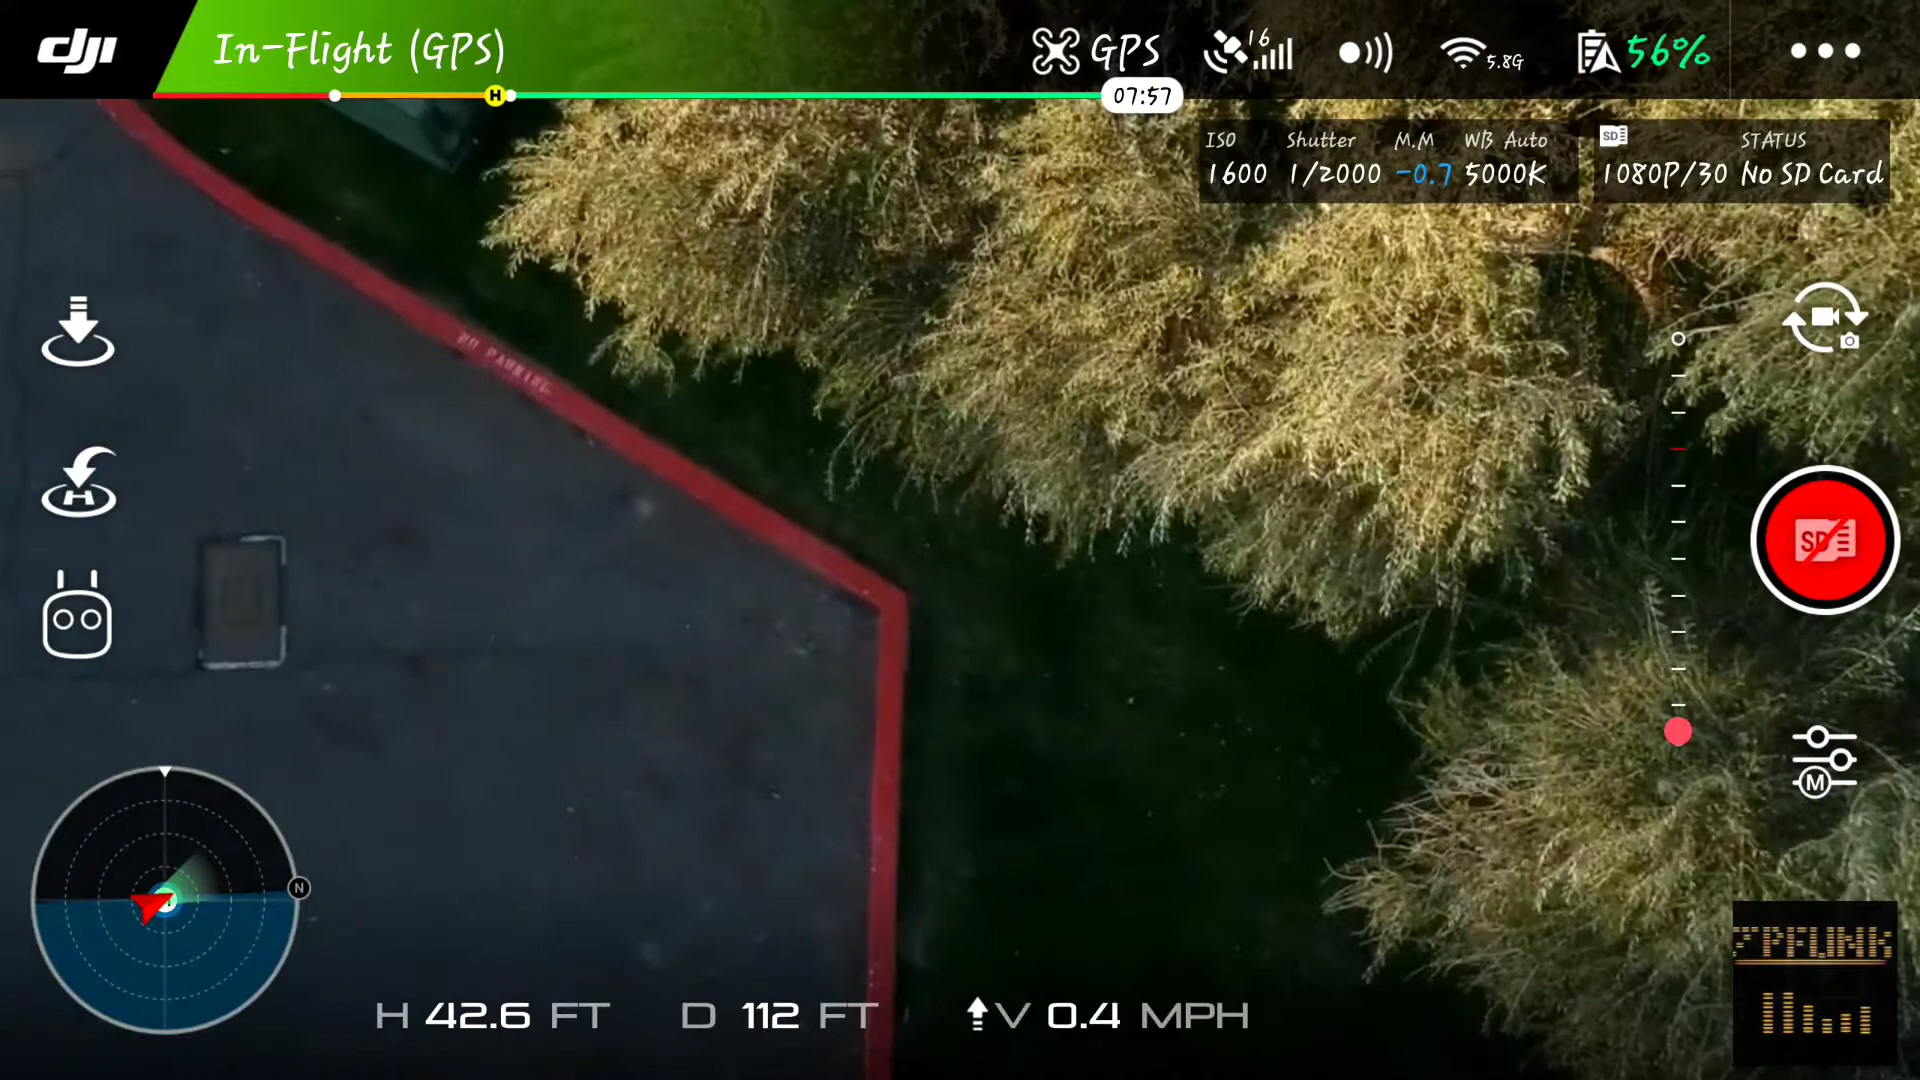 dji
In-Flight (GPS)
GPS
16
5.8G
56%
H
07:57
ISO
1600
Shutter
1/2000
M.M
-0.7
WB Auto
5000K
SD
1080P/30
STATUS
No SD Card
NO PARKING
H
SD
M
N
H 42.6 FT
D 112 FT
V 0.4 MPH
PFUNK